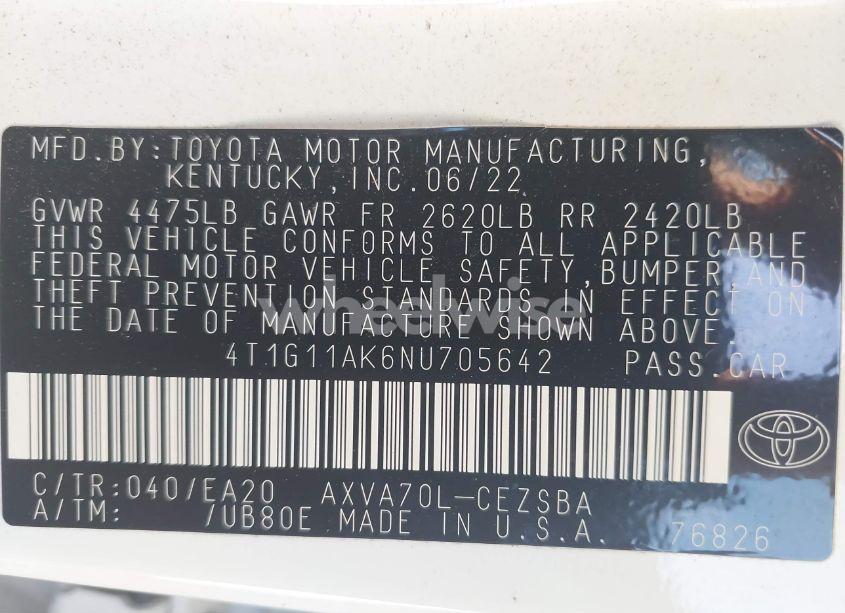 MFD.BY:TOYOTA MOTOR MANUFACTURING,
KENTUCKY,INC.06/22
GVWR 4475LB GAWR FR 2620LB RR 2420LB
THIS VEHICLE CONFORMS TO ALL APPLICABLE
FEDERAL MOTOR VEHICLE SAFETY,BUMPER,AND
THEFT PREVENTION STANDARDS IN EFFECT ON
THE DATE OF MANUFACTURE SHOWN ABOVE.
wheelwise
4T1G11AK6NU705642 PASS.CAR
C/TR:040/EA20 AXVA70L-CEZSBA
A/TM: /UB80E MADE IN U.S.A. 76826